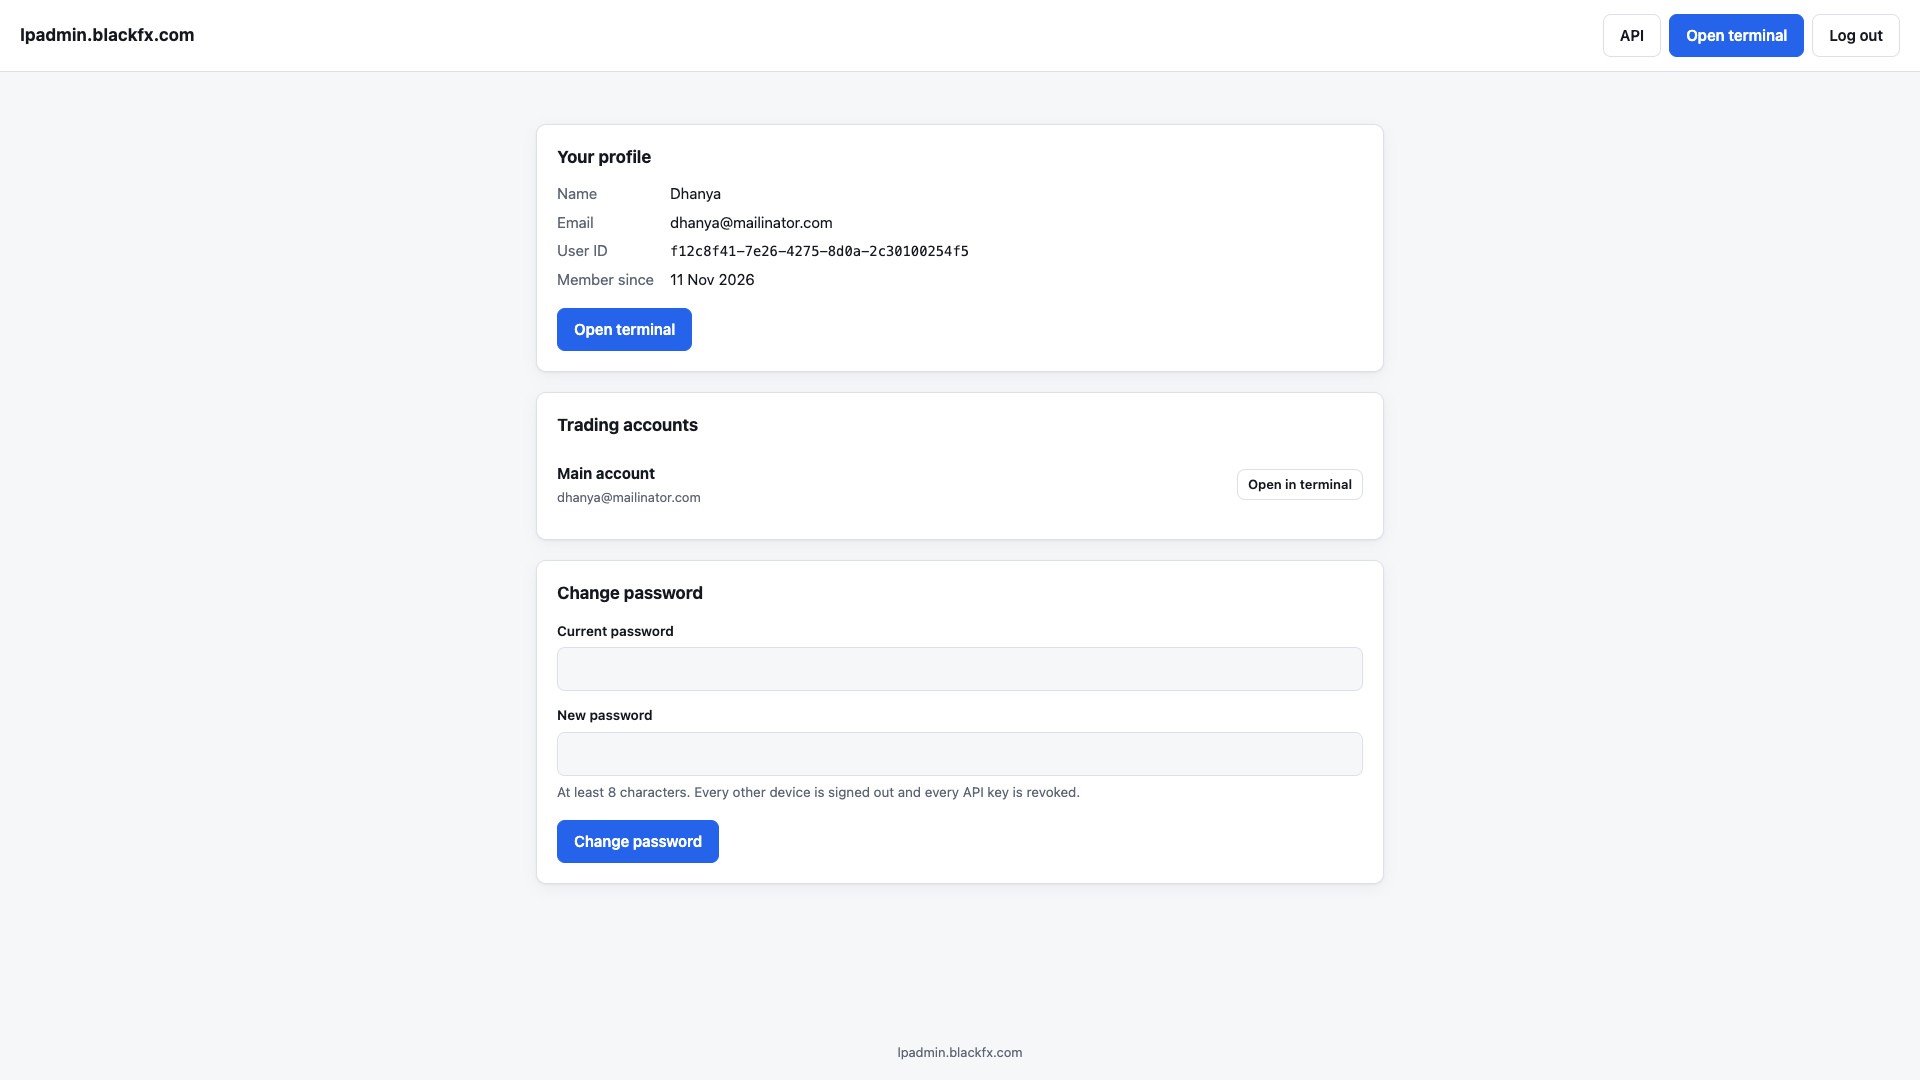 lpadmin.blackfx.com
API
Open terminal
Log out
Your profile
Name Dhanya
Email dhanya@mailinator.com
User ID f12c8f41-7e26-4275-8d0a-2c30100254f5
Member since 11 Nov 2026
Open terminal
Trading accounts
Main account
dhanya@mailinator.com
Open in terminal
Change password
Current password
New password
At least 8 characters. Every other device is signed out and every API key is revoked.
Change password
lpadmin.blackfx.com